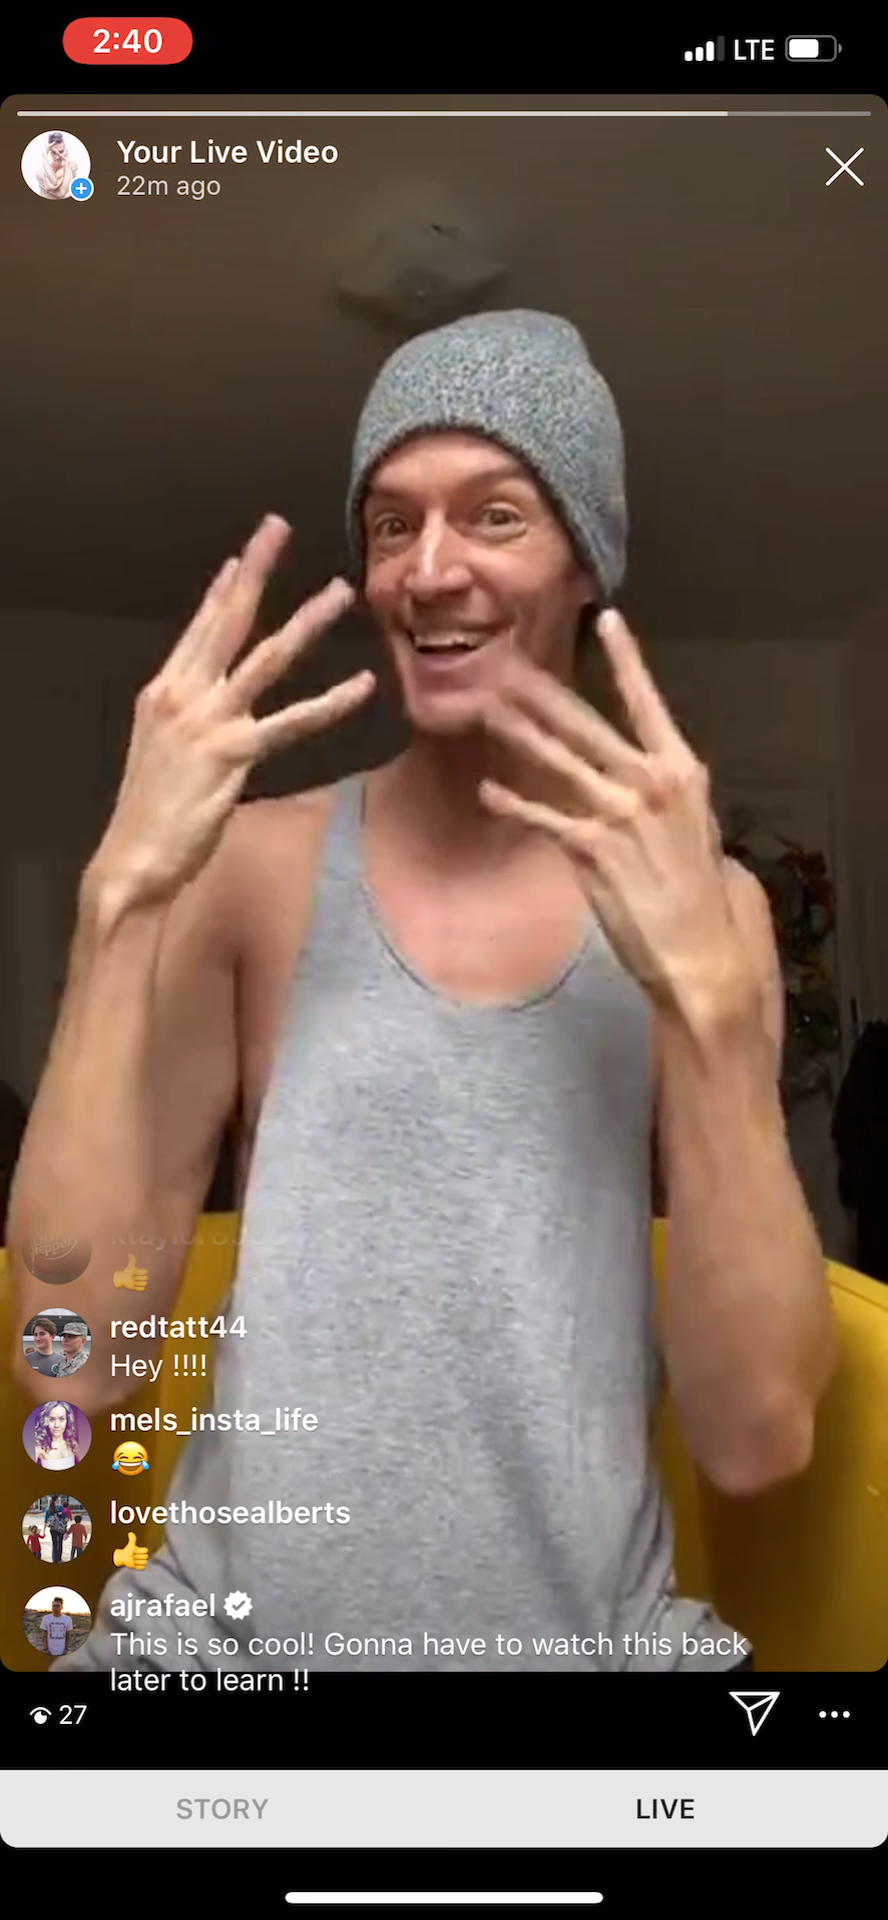 2:40
LTE
Your Live Video
22m ago
redtatt44
Hey !!!!
mels_insta_life
😂
lovethosealberts
👍
ajrafael
This is so cool! Gonna have to watch this back
later to learn !!
27
STORY
LIVE